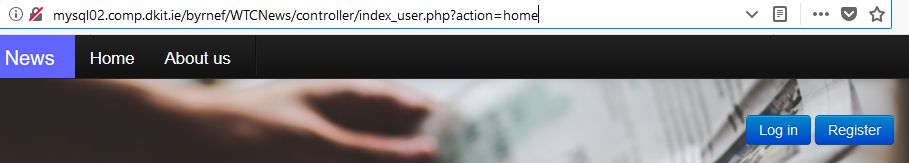 mysql02.comp.dkit.ie/byrnef/WTCNews/controller/index_user.php?action=home
News Home About us
Log in Register